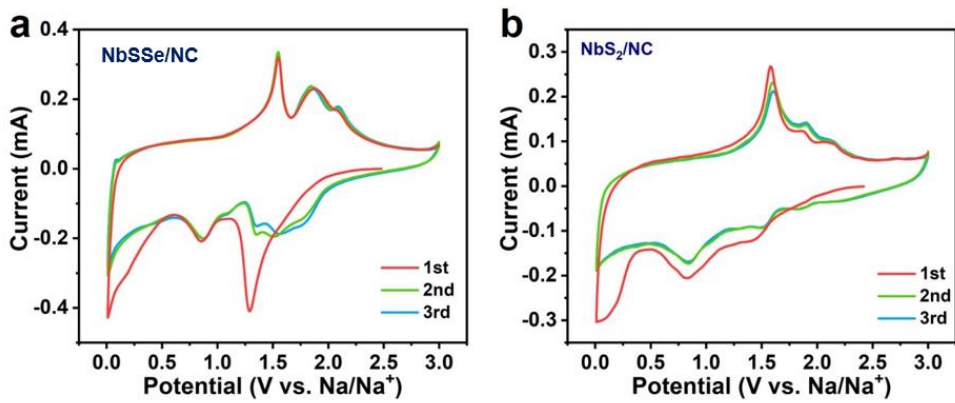 a
NbSSe/NC
0.4
0.2
0.0
-0.2
-0.4
Current (mA)
1st
2nd
3rd
0.0 0.5 1.0 1.5 2.0 2.5 3.0
Potential (V vs. Na/Na⁺)
b
NbS₂/NC
0.3
0.2
0.1
0.0
-0.1
-0.2
-0.3
Current (mA)
1st
2nd
3rd
0.0 0.5 1.0 1.5 2.0 2.5 3.0
Potential (V vs. Na/Na⁺)